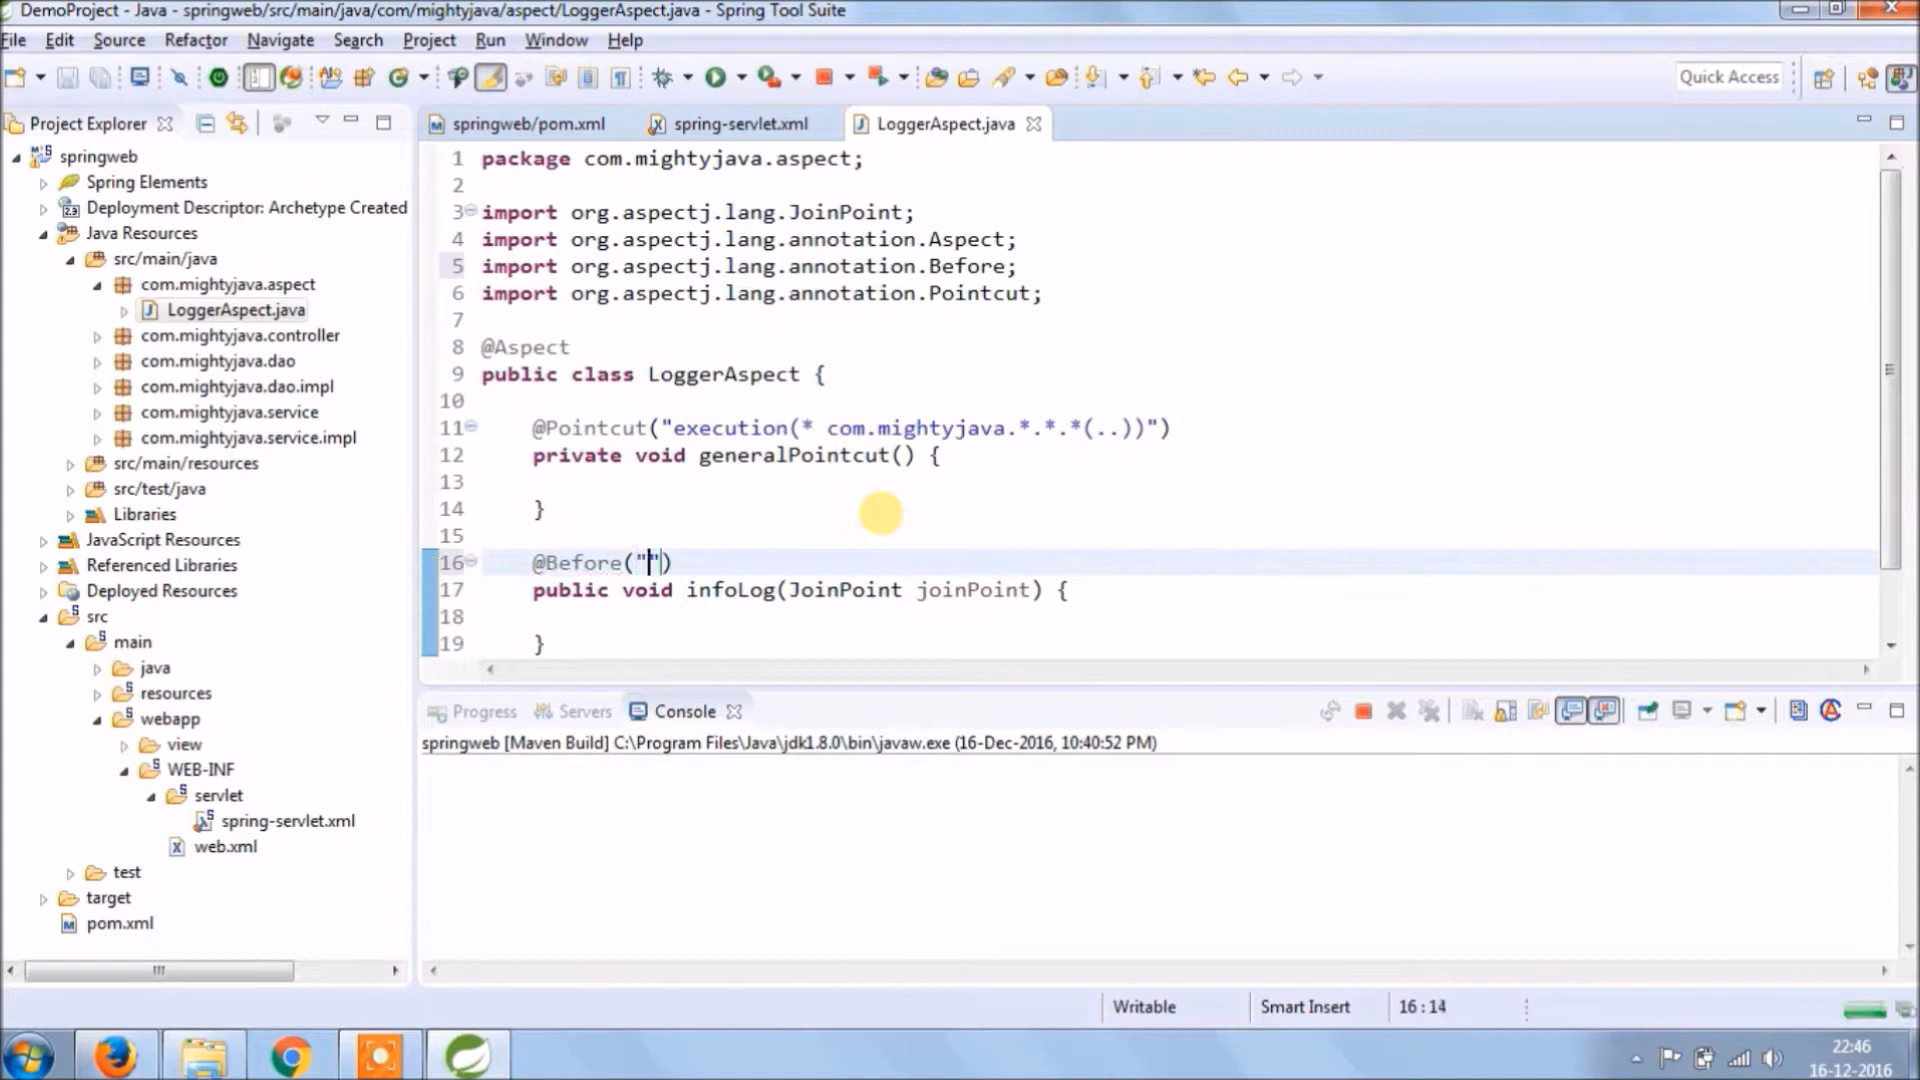 DemoProject - Java - springweb/src/main/java/com/mightyjava/aspect/LoggerAspect.java - Spring Tool Suite
File Edit Source Refactor Navigate Search Project Run Window Help
Quick Access
Project Explorer
springweb/pom.xml spring-servlet.xml LoggerAspect.java
springweb
Spring Elements
Deployment Descriptor: Archetype Created
Java Resources
src/main/java
com.mightyjava.aspect
LoggerAspect.java
com.mightyjava.controller
com.mightyjava.dao
com.mightyjava.dao.impl
com.mightyjava.service
com.mightyjava.service.impl
src/main/resources
src/test/java
Libraries
JavaScript Resources
Referenced Libraries
Deployed Resources
src
main
java
resources
webapp
view
WEB-INF
servlet
spring-servlet.xml
web.xml
test
target
pom.xml
1 package com.mightyjava.aspect;
2
3 import org.aspectj.lang.JoinPoint;
4 import org.aspectj.lang.annotation.Aspect;
5 import org.aspectj.lang.annotation.Before;
6 import org.aspectj.lang.annotation.Pointcut;
7
8 @Aspect
9 public class LoggerAspect {
10
11 @Pointcut("execution(* com.mightyjava.*.*.*(..))")
12 private void generalPointcut() {
13
14 }
15
16 @Before("")
17 public void infoLog(JoinPoint joinPoint) {
18
19 }
Progress Servers Console
springweb [Maven Build] C:\Program Files\Java\jdk1.8.0\bin\javaw.exe (16-Dec-2016, 10:40:52 PM)
Writable Smart Insert 16 : 14
22:46
16-12-2016